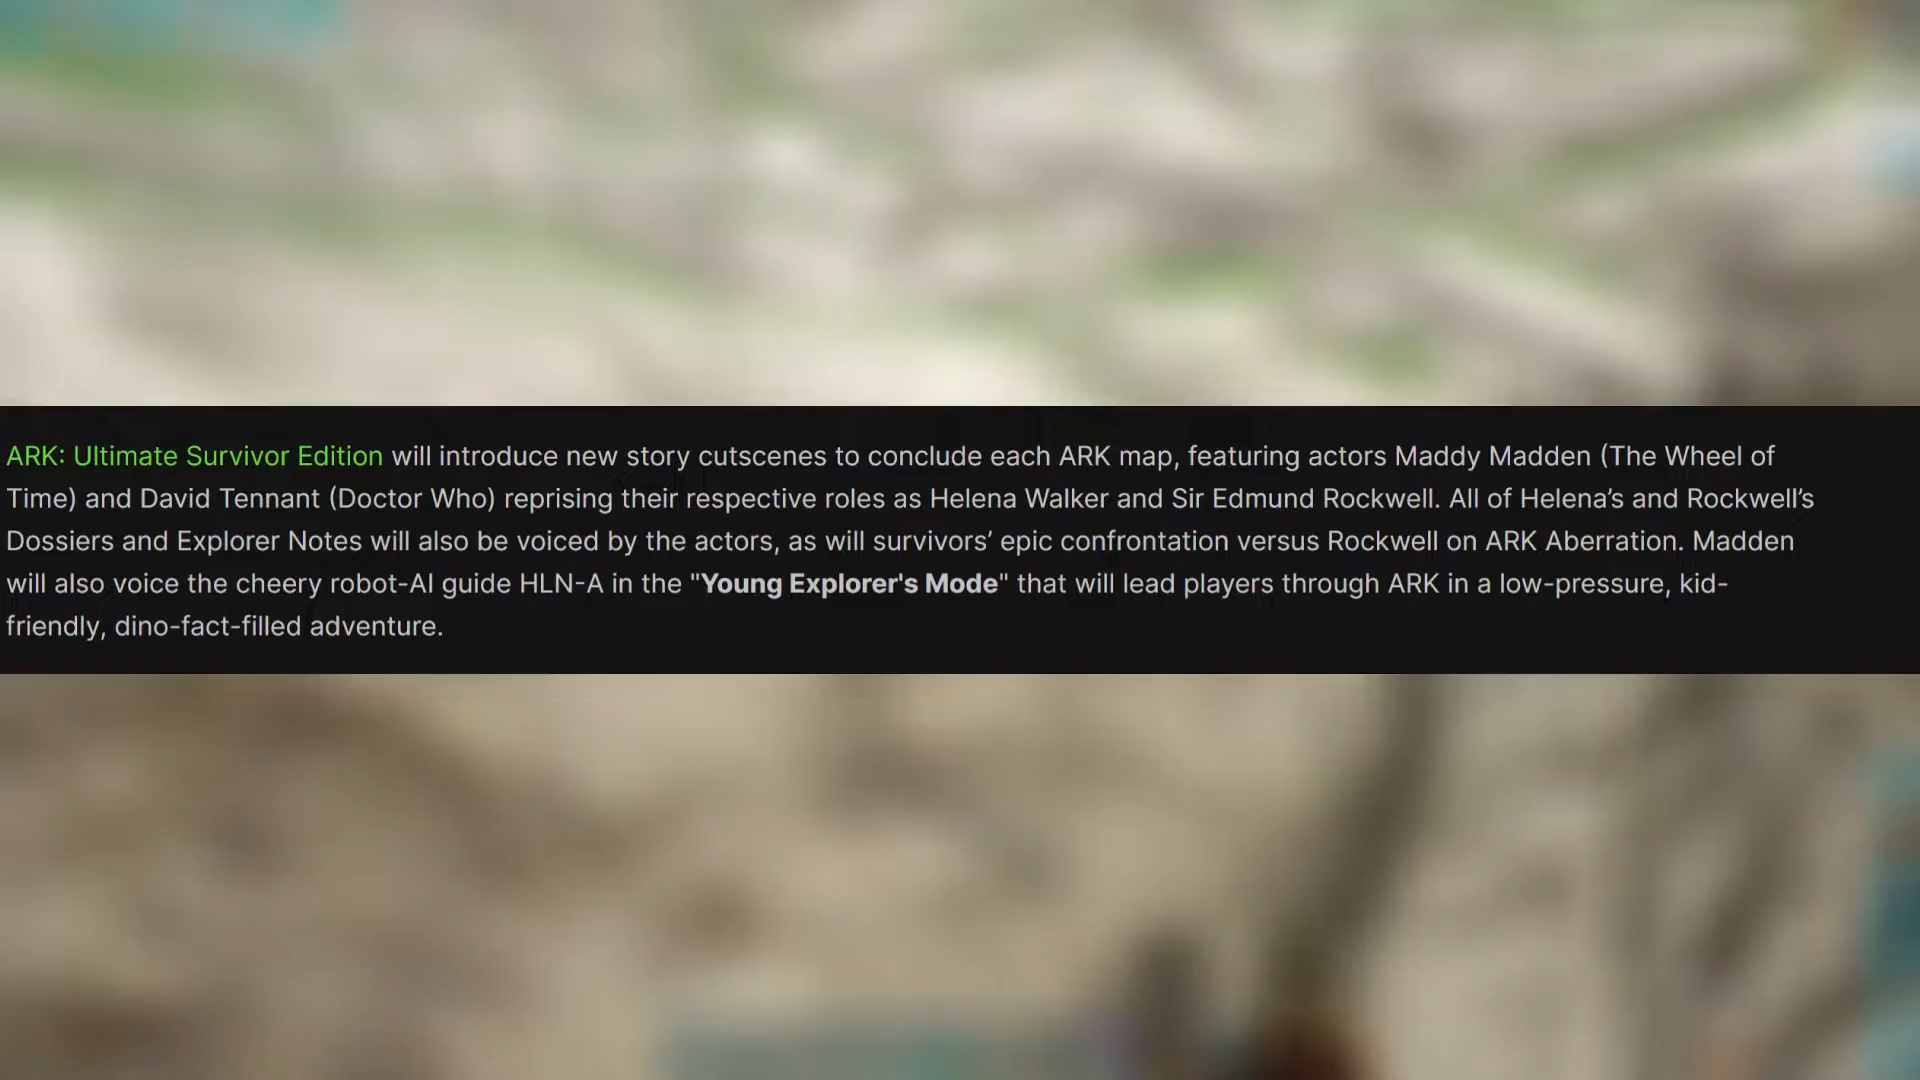 ARK: Ultimate Survivor Edition will introduce new story cutscenes to conclude each ARK map, featuring actors Maddy Madden (The Wheel of
Time) and David Tennant (Doctor Who) reprising their respective roles as Helena Walker and Sir Edmund Rockwell. All of Helena’s and Rockwell’s
Dossiers and Explorer Notes will also be voiced by the actors, as will survivors’ epic confrontation versus Rockwell on ARK Aberration. Madden
will also voice the cheery robot-AI guide HLN-A in the "Young Explorer's Mode" that will lead players through ARK in a low-pressure, kid-
friendly, dino-fact-filled adventure.